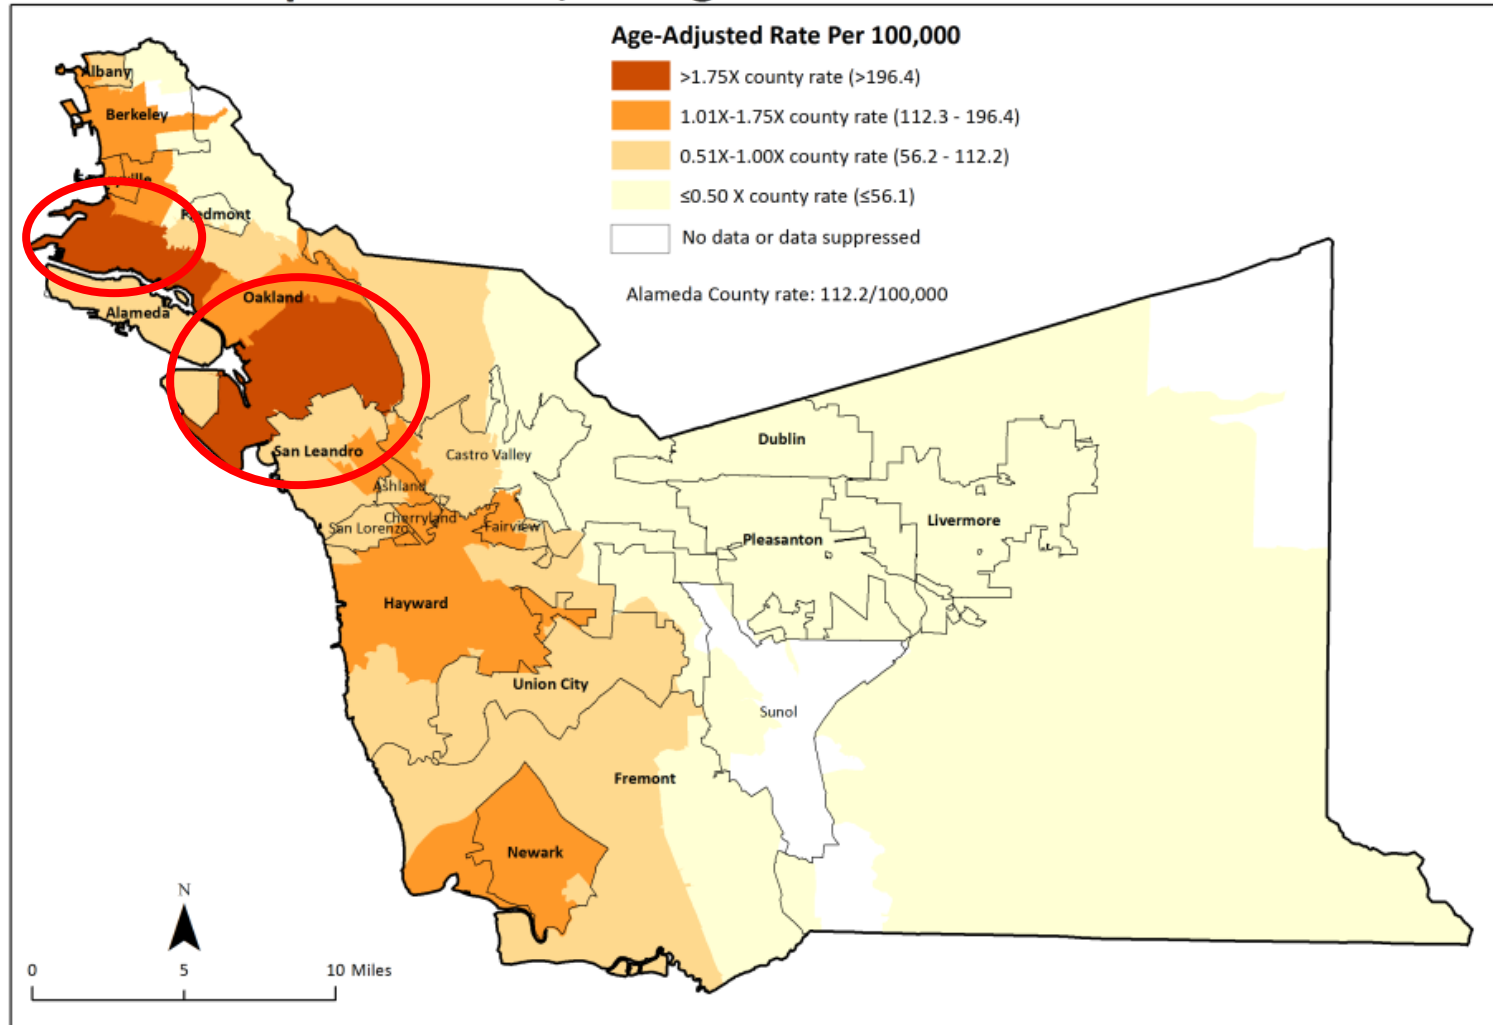 Age-Adjusted Rate Per 100,000
>1.75X county rate (>196.4)
1.01X-1.75X county rate (112.3 - 196.4)
0.51X-1.00X county rate (56.2 - 112.2)
≤0.50 X county rate (≤56.1)
No data or data suppressed
Alameda County rate: 112.2/100,000
Albany
Berkeley
Piedmont
Oakland
Alameda
San Leandro
Castro Valley
Dublin
Ashland
Cherryland
San Lorenzo
Fairview
Livermore
Pleasanton
Hayward
Union City
Sunol
Fremont
Newark
N
0 5 10 Miles